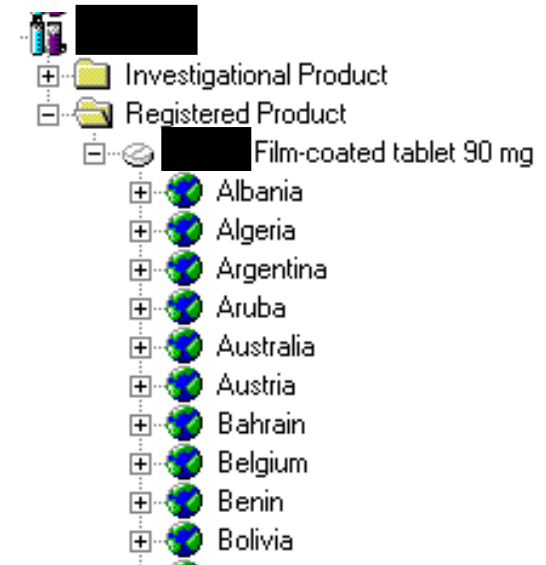 Investigational Product
Registered Product
Film-coated tablet 90 mg
Albania
Algeria
Argentina
Aruba
Australia
Austria
Bahrain
Belgium
Benin
Bolivia